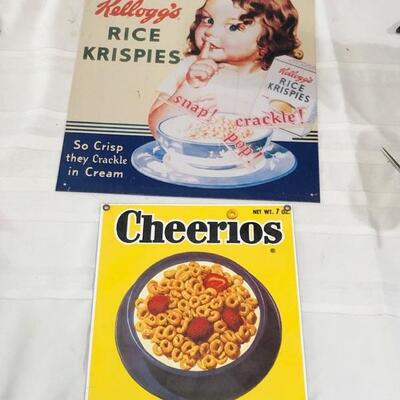 Kellogg's
RICE
KRISPIES
Kellogg's
RICE
KRISPIES
snap! crackle!
pop!
So Crisp
they Crackle
in Cream
NET WT. 7 OZ.
Cheerios
®